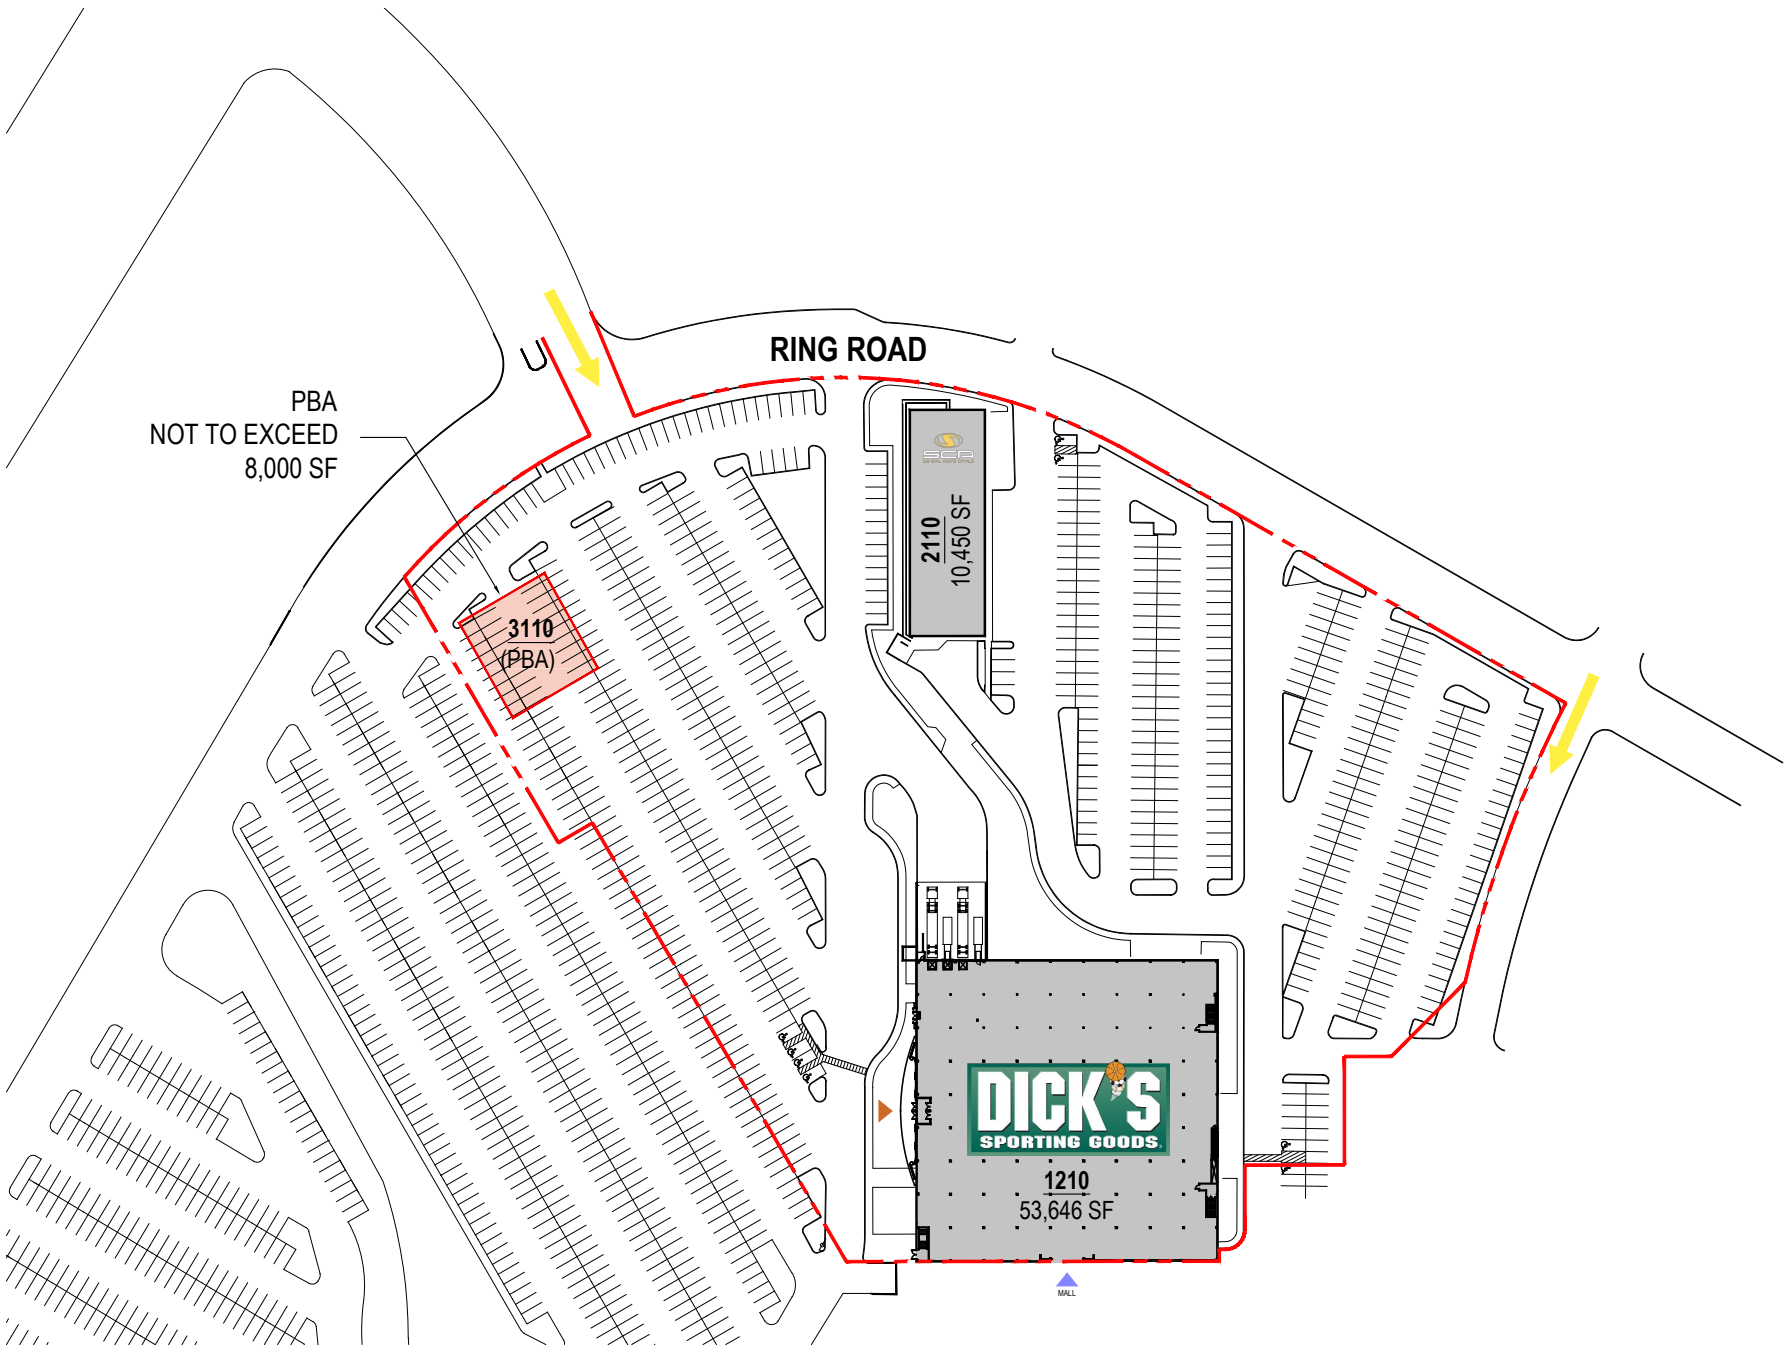 RING ROAD
PBA
NOT TO EXCEED
8,000 SF
SCA
2110
10,450 SF
3110
(PBA)
DICK'S
SPORTING GOODS
1210
53,646 SF
MALL